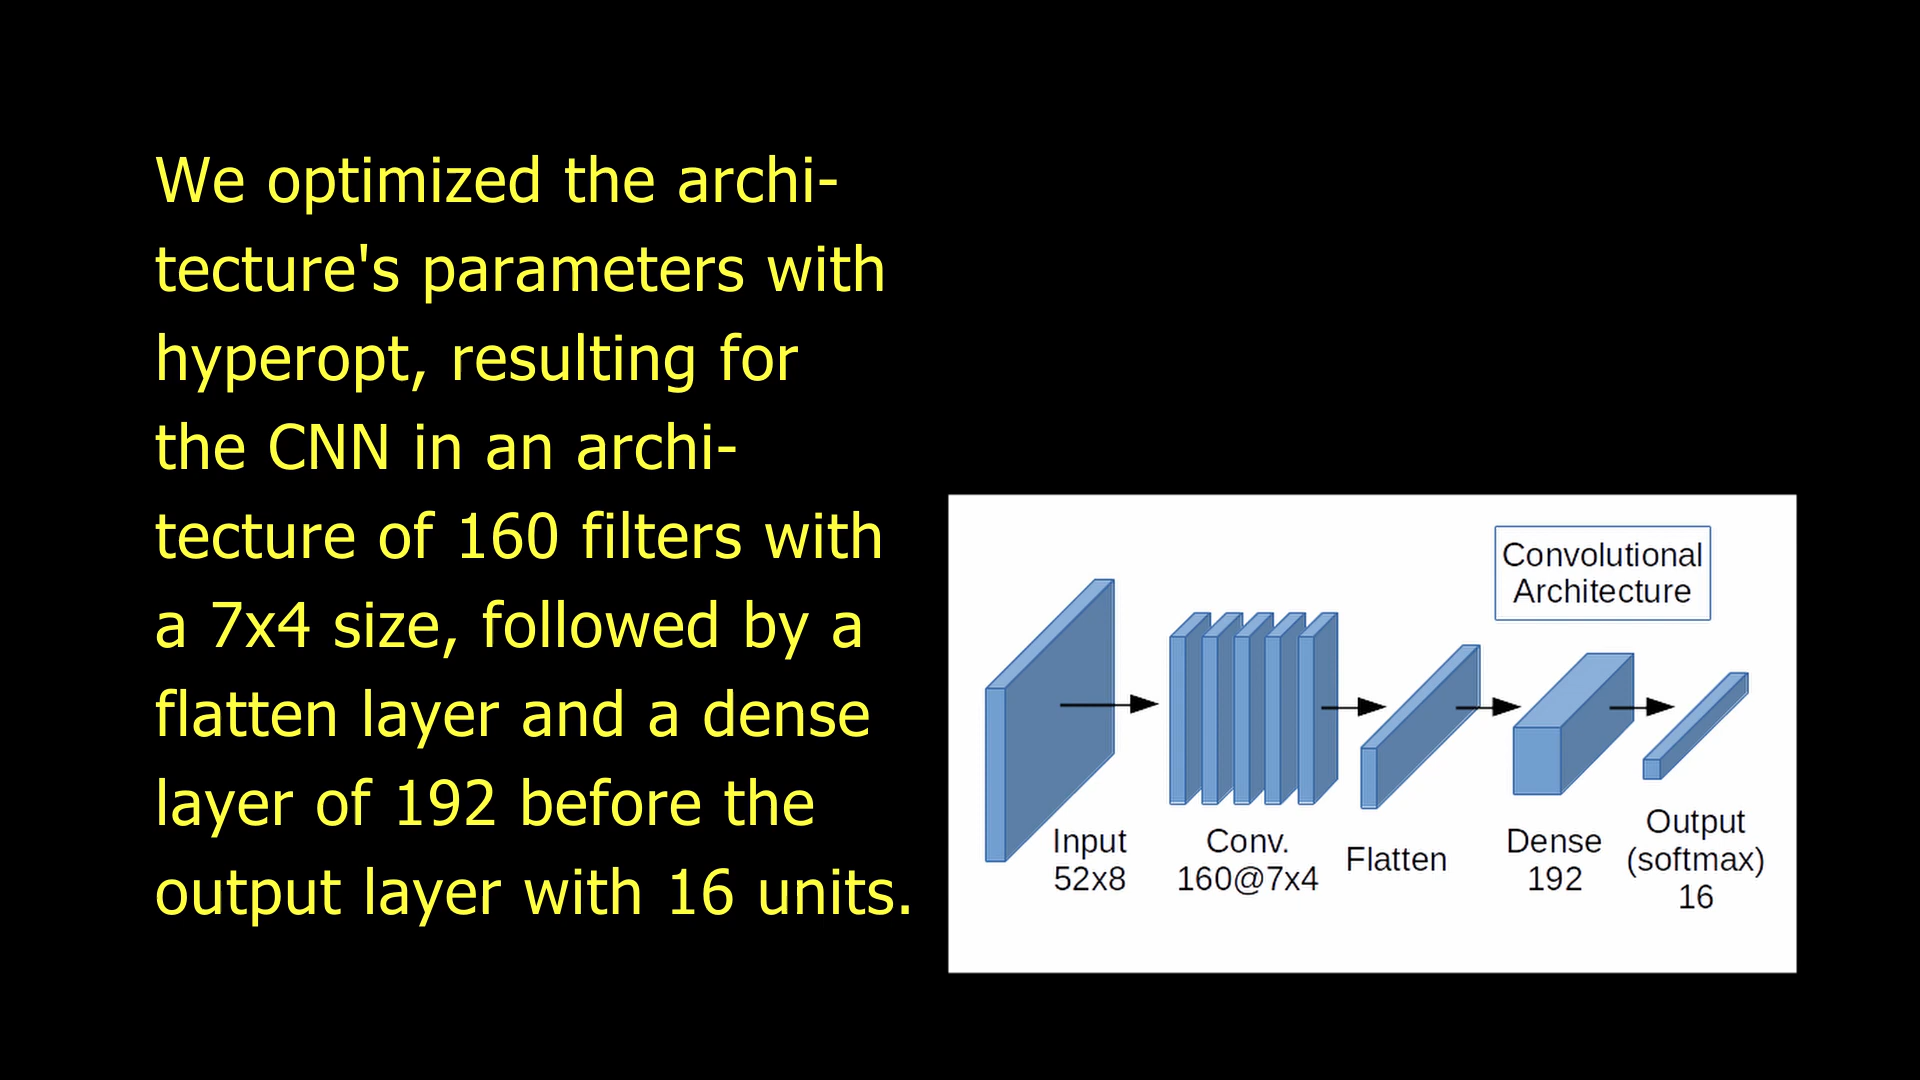 We optimized the archi-
tecture's parameters with
hyperopt, resulting for
the CNN in an archi-
tecture of 160 filters with
a 7x4 size, followed by a
flatten layer and a dense
layer of 192 before the
output layer with 16 units.
Convolutional
Architecture
Input
52x8
Conv.
160@7x4
Flatten
Dense
192
Output
(softmax)
16